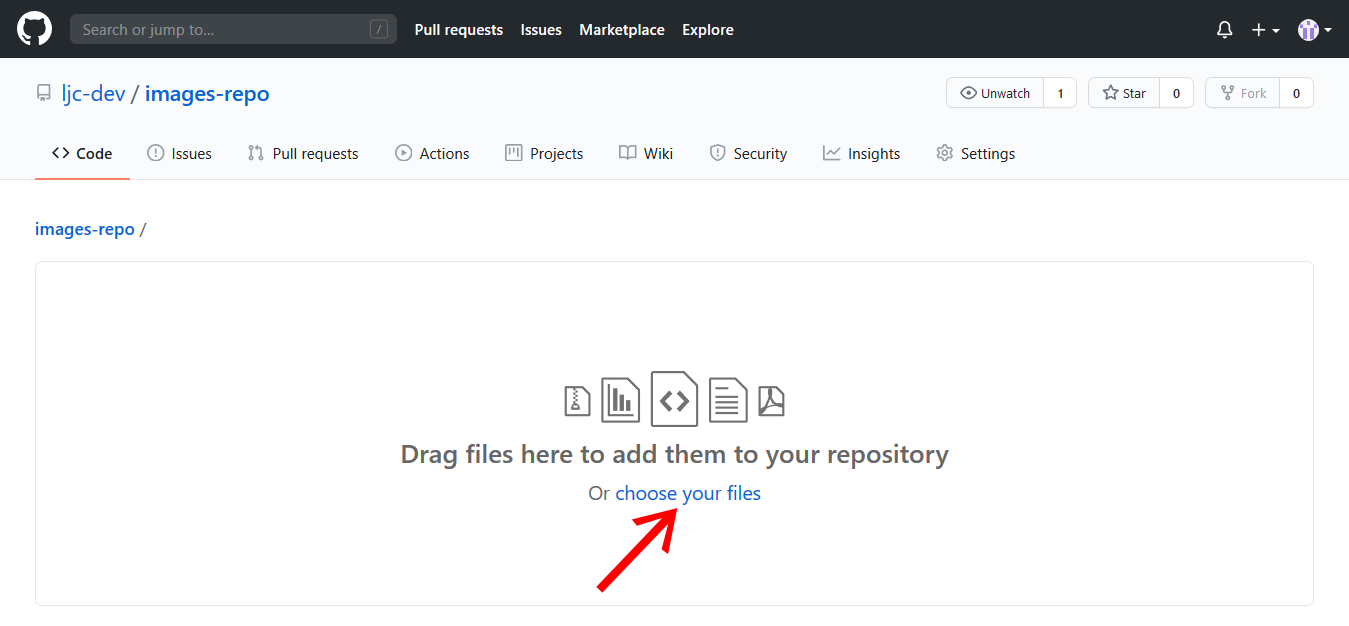 Search or jump to... / Pull requests Issues Marketplace Explore
ljc-dev / images-repo Unwatch 1 Star 0 Fork 0
Code Issues Pull requests Actions Projects Wiki Security Insights Settings
images-repo /
Drag files here to add them to your repository
Or choose your files